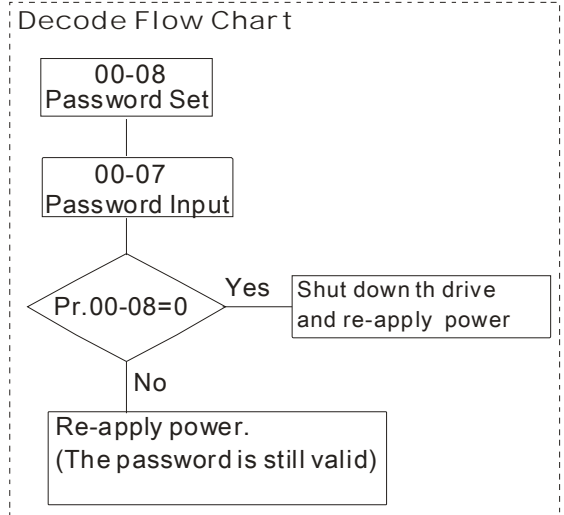 Decode Flow Chart
00-08
Password Set
00-07
Password Input
Pr.00-08=0
Yes
Shut down th drive
and re-apply power
No
Re-apply power.
(The password is still valid)